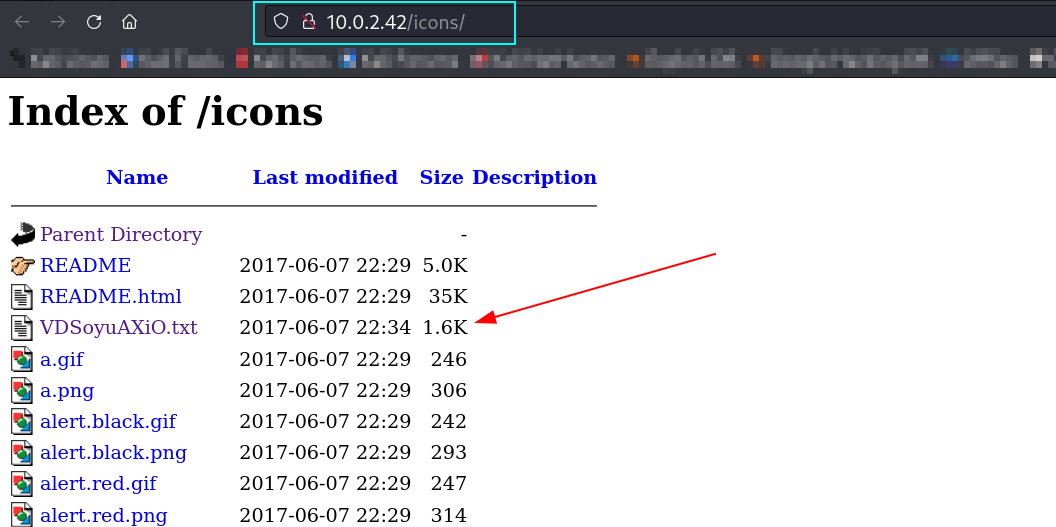 10.0.2.42/icons/
Index of /icons
Name Last modified Size Description
Parent Directory -
README 2017-06-07 22:29 5.0K
README.html 2017-06-07 22:29 35K
VDSoyuAXiO.txt 2017-06-07 22:34 1.6K
a.gif 2017-06-07 22:29 246
a.png 2017-06-07 22:29 306
alert.black.gif 2017-06-07 22:29 242
alert.black.png 2017-06-07 22:29 293
alert.red.gif 2017-06-07 22:29 247
alert.red.png 2017-06-07 22:29 314